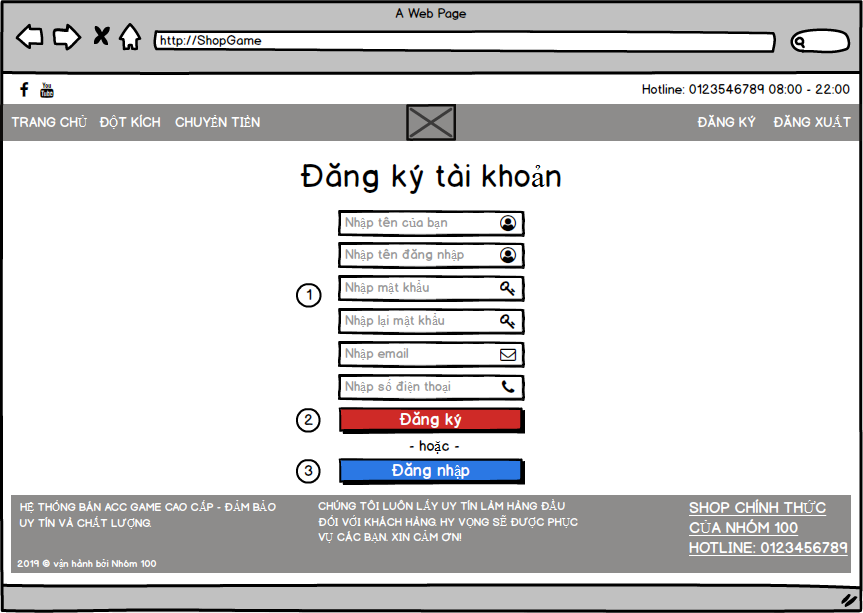 A Web Page
http://ShopGame
You
Tube
Hotline: 0123546789 08:00 - 22:00
TRANG CHỦ ĐỘT KÍCH CHUYỂN TIỀN ĐĂNG KÝ ĐĂNG XUẤT
Đăng ký tài khoản
Nhập tên của bạn
Nhập tên đăng nhập
1
Nhập mật khẩu
Nhập lại mật khẩu
Nhập email
Nhập số điện thoại
2 Đăng ký
- hoặc -
3 Đăng nhập
HỆ THỐNG BÁN ACC GAME CAO CẤP - ĐẢM BẢO
UY TÍN VÀ CHẤT LƯỢNG.
2019 © vận hành bởi Nhóm 100
CHÚNG TÔI LUÔN LẤY UY TÍN LÀM HÀNG ĐẦU
ĐỐI VỚI KHÁCH HÀNG. HY VỌNG SẼ ĐƯỢC PHỤC
VỤ CÁC BẠN. XIN CẢM ƠN!
SHOP CHÍNH THỨC
CỦA NHÓM 100
HOTLINE: 0123456789